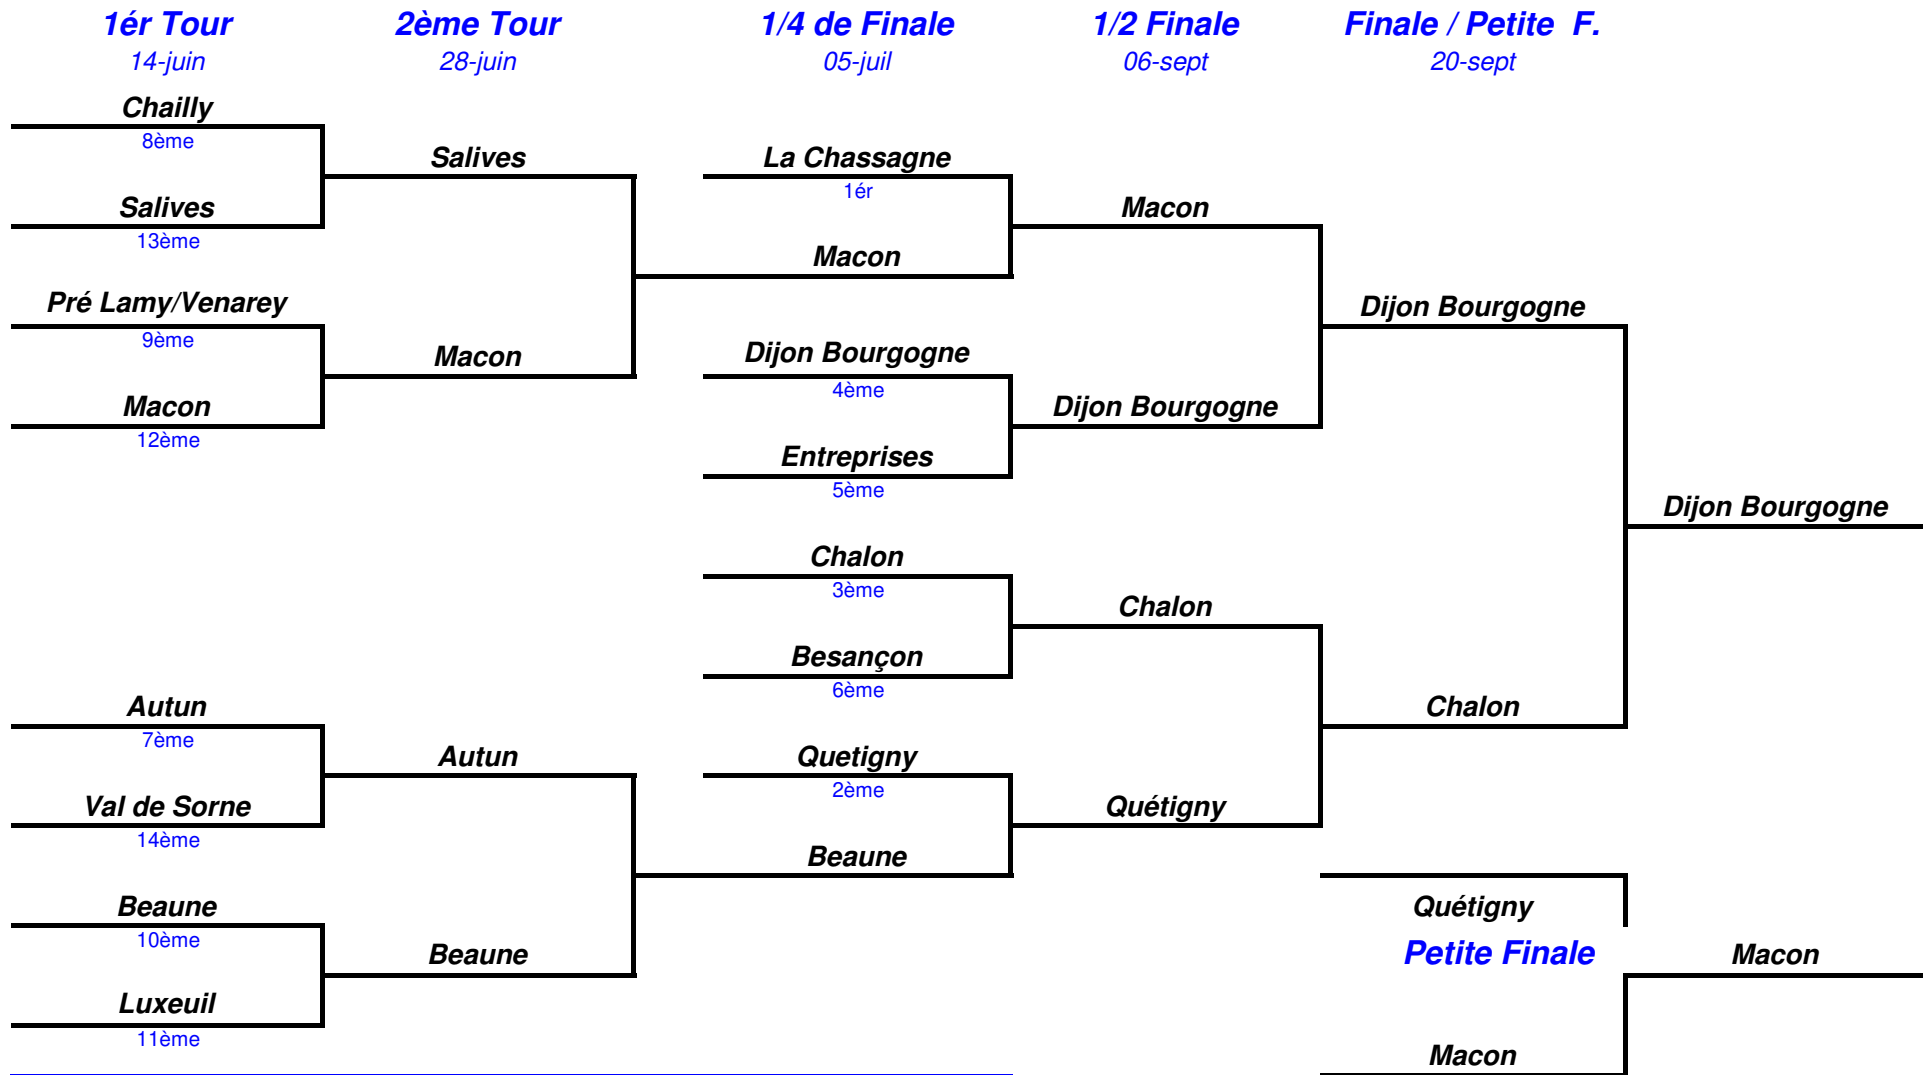 1ér Tour 2ème Tour 1/4 de Finale 1/2 Finale Finale / Petite F.
14-juin 28-juin 05-juil 06-sept 20-sept
Chailly
8ème
Salives La Chassagne
1ér
Salives Macon
13ème
Macon
Pré Lamy/Venarey Dijon Bourgogne
9ème
Macon Dijon Bourgogne
4ème
Macon Dijon Bourgogne
12ème
Entreprises
5ème
Dijon Bourgogne
Chalon
3ème
Chalon
Besançon
6ème
Autun Chalon
7ème
Autun Quetigny
2ème
Val de Sorne Quétigny
14ème
Beaune
Beaune Quétigny
10ème
Beaune Petite Finale Macon
Luxeuil
11ème
Macon